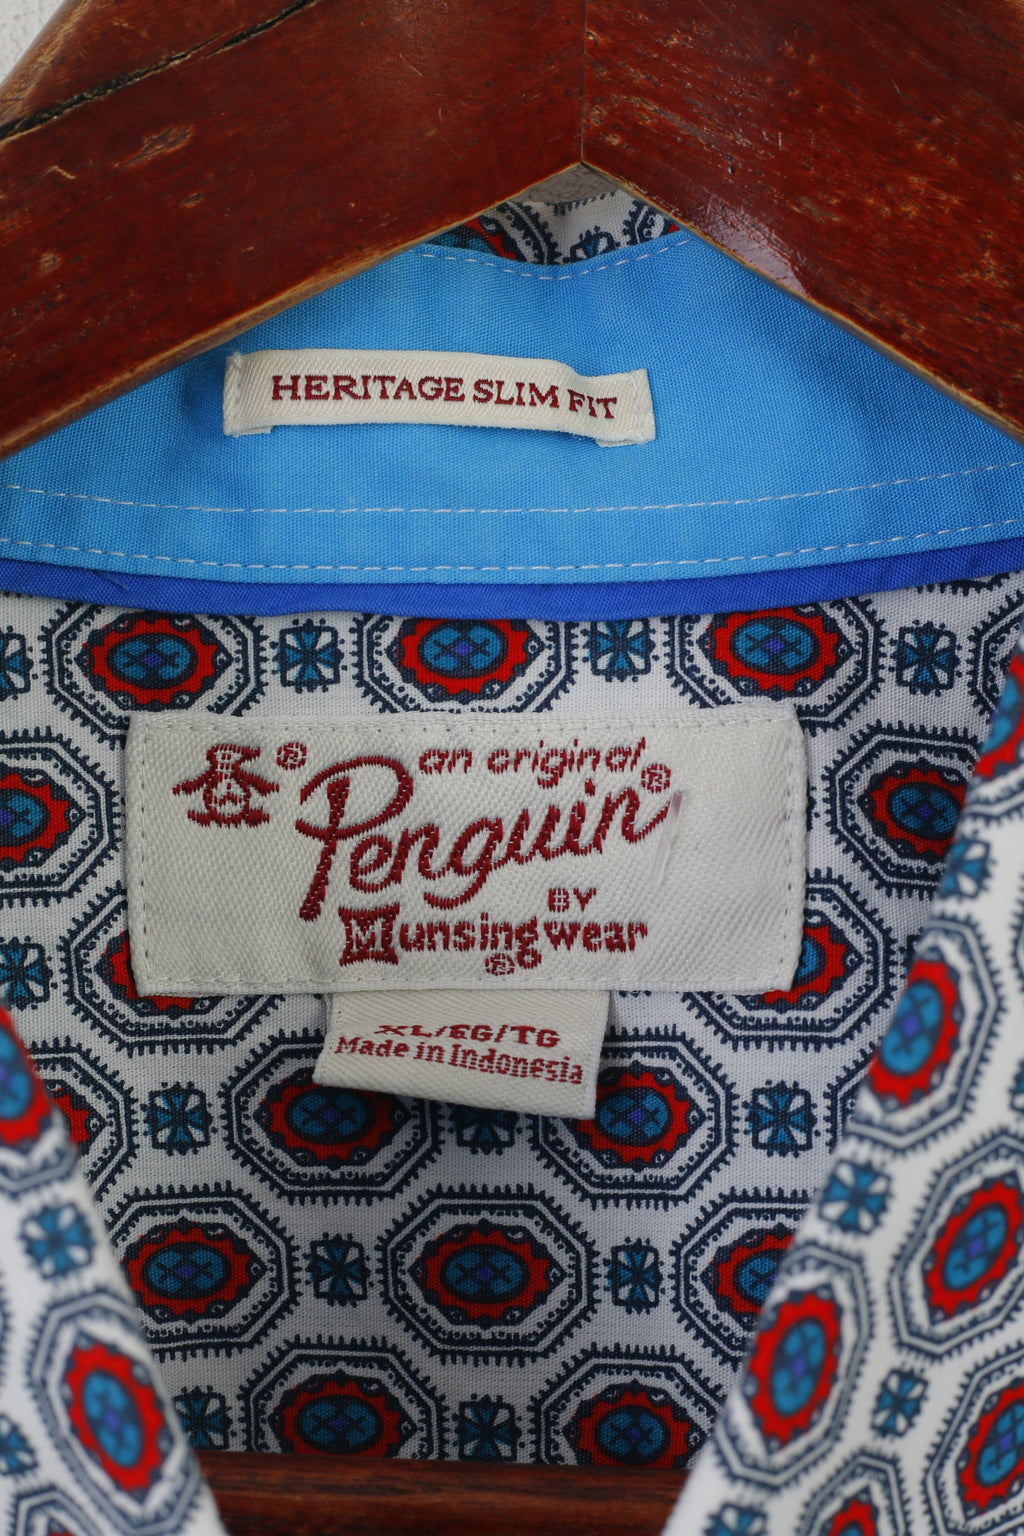 HERITAGE SLIM FIT
an original
Penguin®
BY
Munsingwear
®
XL/EG/TG
Made in Indonesia